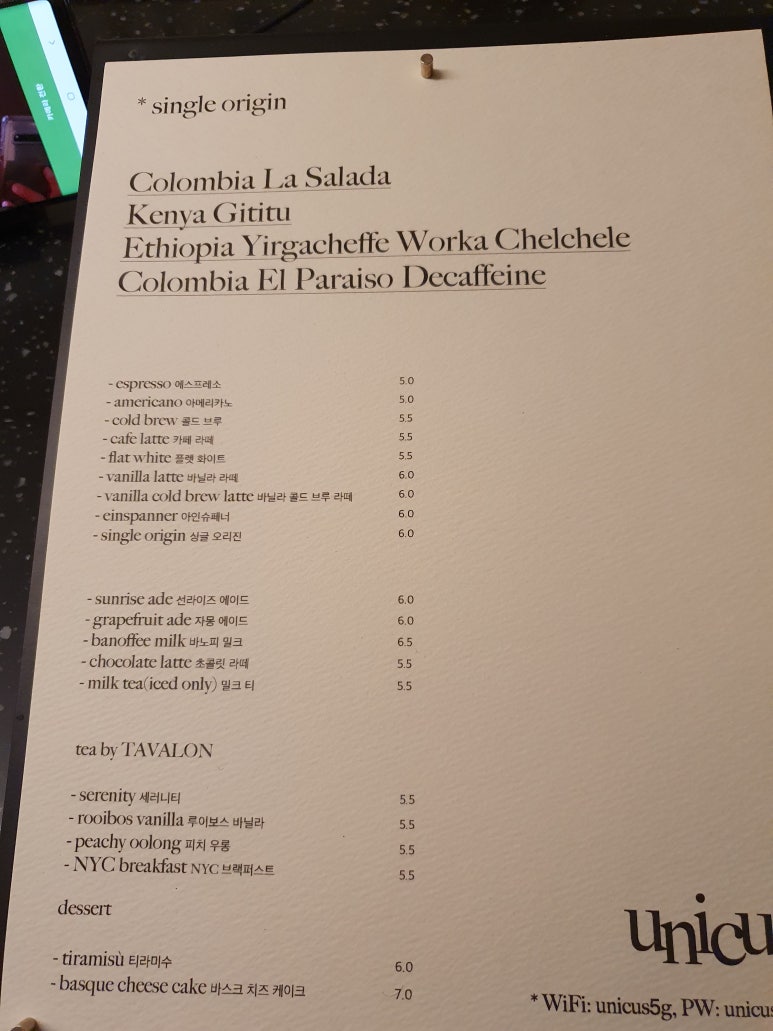 * single origin
Colombia La Salada
Kenya Gititu
Ethiopia Yirgacheffe Worka Chelchele
Colombia El Paraiso Decaffeine
- espresso 에스프레소 5.0
- americano 아메리카노 5.0
- cold brew 콜드 브루 5.5
- cafe latte 카페 라떼 5.5
- flat white 플랫 화이트 5.5
- vanilla latte 바닐라 라떼 6.0
- vanilla cold brew latte 바닐라 콜드 브루 라떼 6.0
- einspanner 아인슈페너 6.0
- single origin 싱글 오리진 6.0
- sunrise ade 선라이즈 에이드 6.0
- grapefruit ade 자몽 에이드 6.0
- banoffee milk 바노피 밀크 6.5
- chocolate latte 초콜릿 라떼 5.5
- milk tea(iced only) 밀크 티 5.5
tea by TAVALON
- serenity 세러니티 5.5
- rooibos vanilla 루이보스 바닐라 5.5
- peachy oolong 피치 우롱 5.5
- NYC breakfast NYC 브랙퍼스트 5.5
dessert
- tiramisù 티라미수 6.0
- basque cheese cake 바스크 치즈 케이크 7.0
unicu
* WiFi: unicus5g, PW: unicus